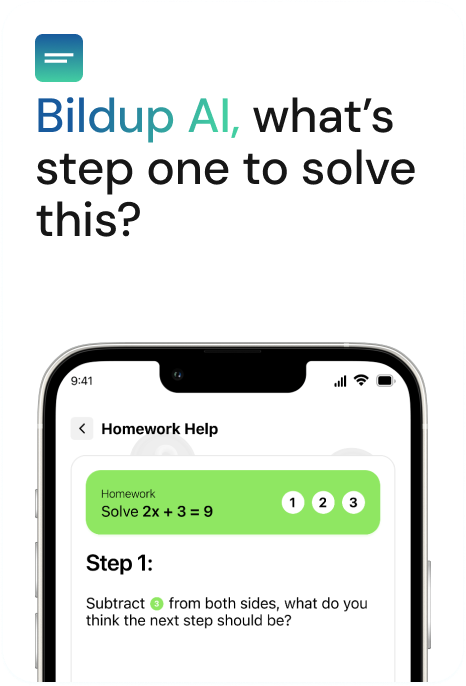 Bildup AI, what's
step one to solve
this?
9:41
Homework Help
Homework
Solve 2x + 3 = 9
1 2 3
Step 1:
Subtract 3 from both sides, what do you
think the next step should be?